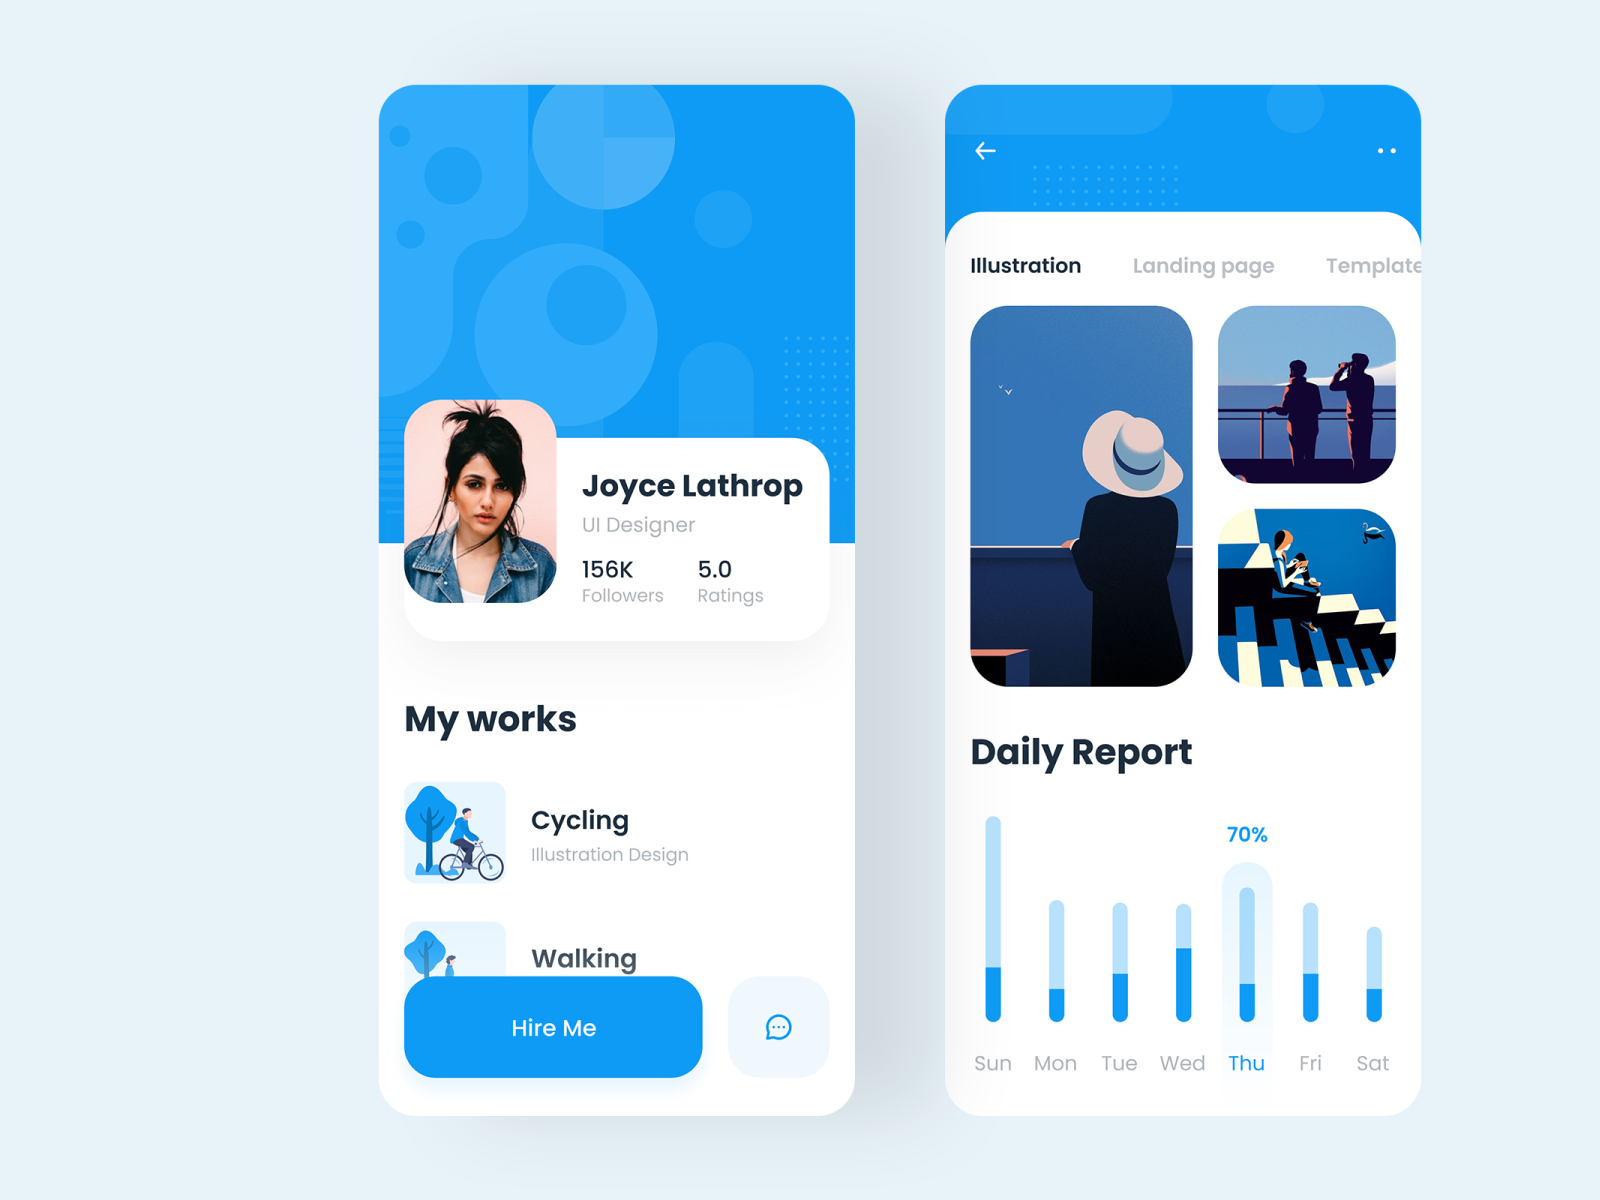 Joyce Lathrop
UI Designer
156K 5.0
Followers Ratings
My works
Cycling
Illustration Design
Walking
Hire Me
Illustration Landing page Template
Daily Report
70%
Sun Mon Tue Wed Thu Fri Sat